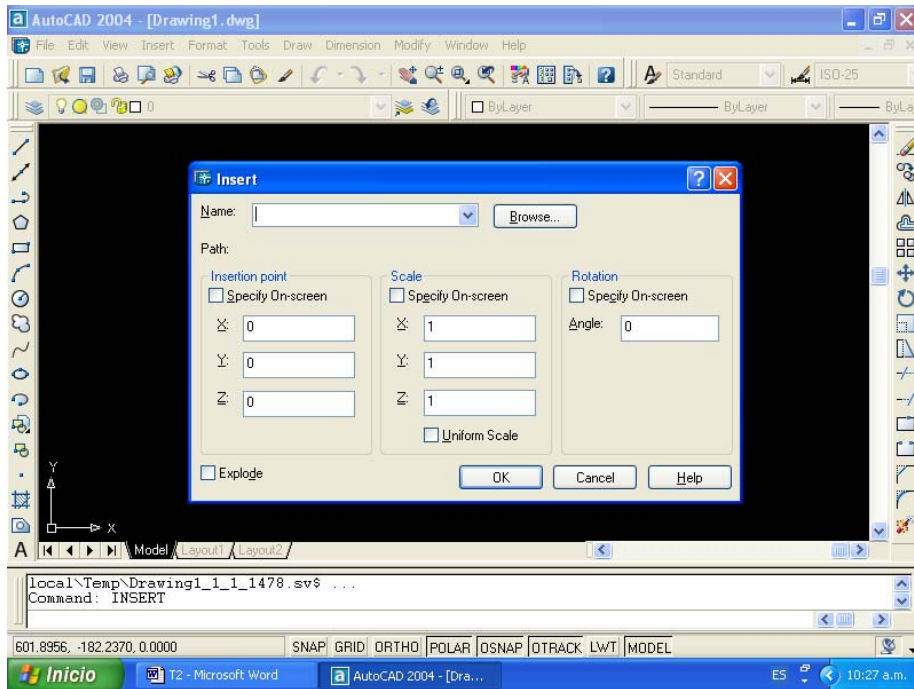 AutoCAD 2004 - [Drawing1.dwg]
File Edit View Insert Format Tools Draw Dimension Modify Window Help
Standard ISO-25
0 ByLayer ByLayer ByLa
Insert
Name: Browse...
Path:
Insertion point Scale Rotation
Specify On-screen Specify On-screen Specify On-screen
X: 0 X: 1 Angle: 0
Y: 0 Y: 1
Z: 0 Z: 1
Uniform Scale
Explode OK Cancel Help
Y
X
A
Model Layout1 Layout2
local\Temp\Drawing1_1_1_1478.sv$ ...
Command: INSERT
601.8956, -182.2370, 0.0000 SNAP GRID ORTHO POLAR OSNAP OTRACK LWT MODEL
Inicio T2 - Microsoft Word AutoCAD 2004 - [Dra... ES 10:27 a.m.